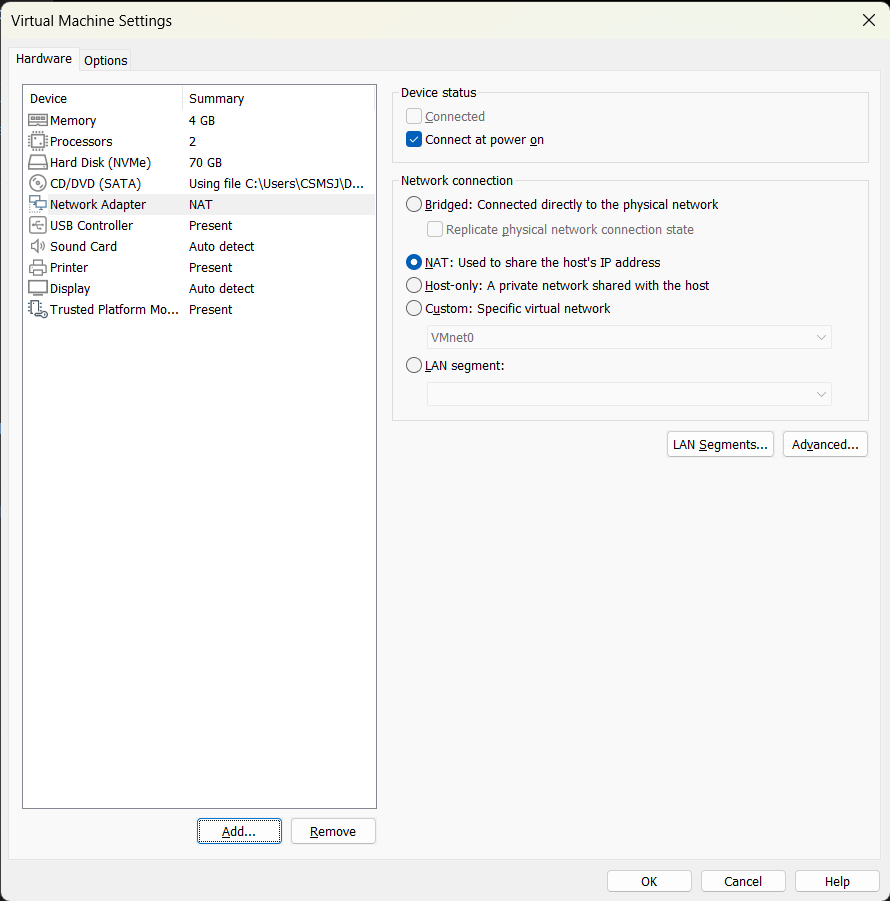 Virtual Machine Settings
Hardware
Options
Device Summary
Memory 4 GB
Processors 2
Hard Disk (NVMe) 70 GB
CD/DVD (SATA) Using file C:\Users\CSMSJ\D...
Network Adapter NAT
USB Controller Present
Sound Card Auto detect
Printer Present
Display Auto detect
Trusted Platform Mo... Present
Add...
Remove
Device status
Connected
Connect at power on
Network connection
Bridged: Connected directly to the physical network
Replicate physical network connection state
NAT: Used to share the host's IP address
Host-only: A private network shared with the host
Custom: Specific virtual network
VMnet0
LAN segment:
LAN Segments...
Advanced...
OK
Cancel
Help